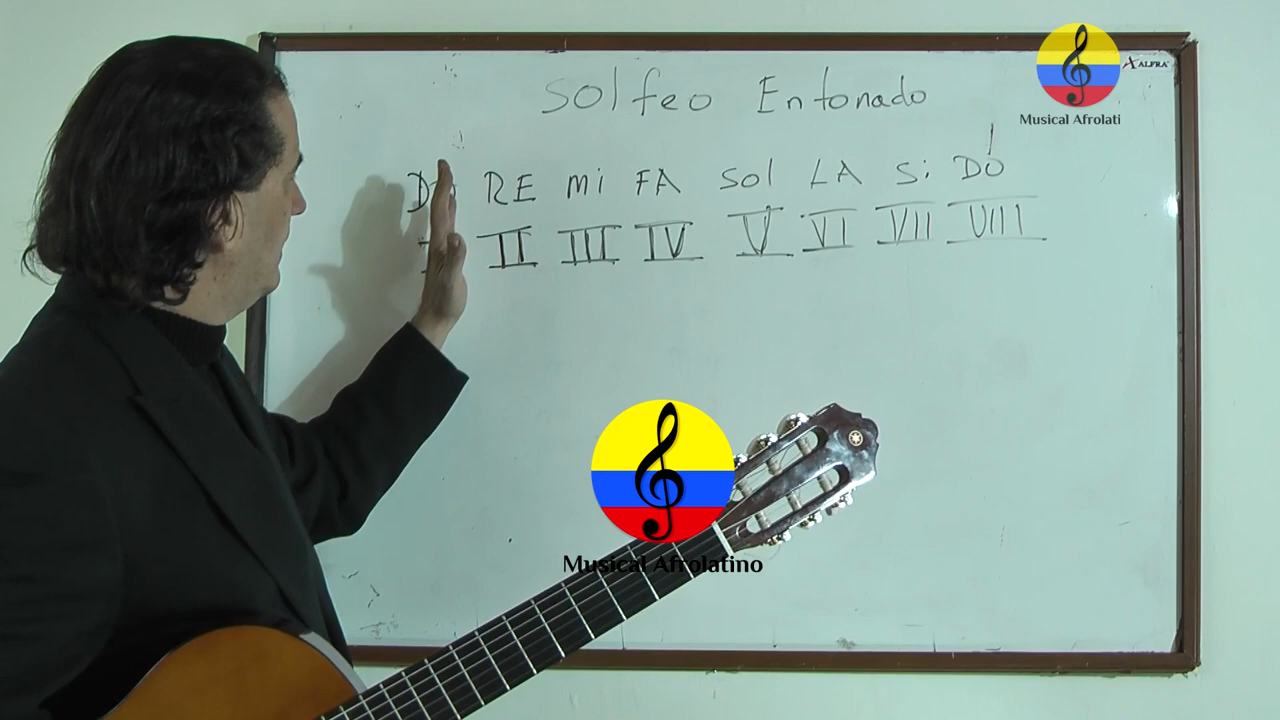 Solfeo Entonado
ALFRA
Musical Afrolati
RE Mi FA Sol LA Si DO
II III IV V VI VII VIII
Musical Afrolatino